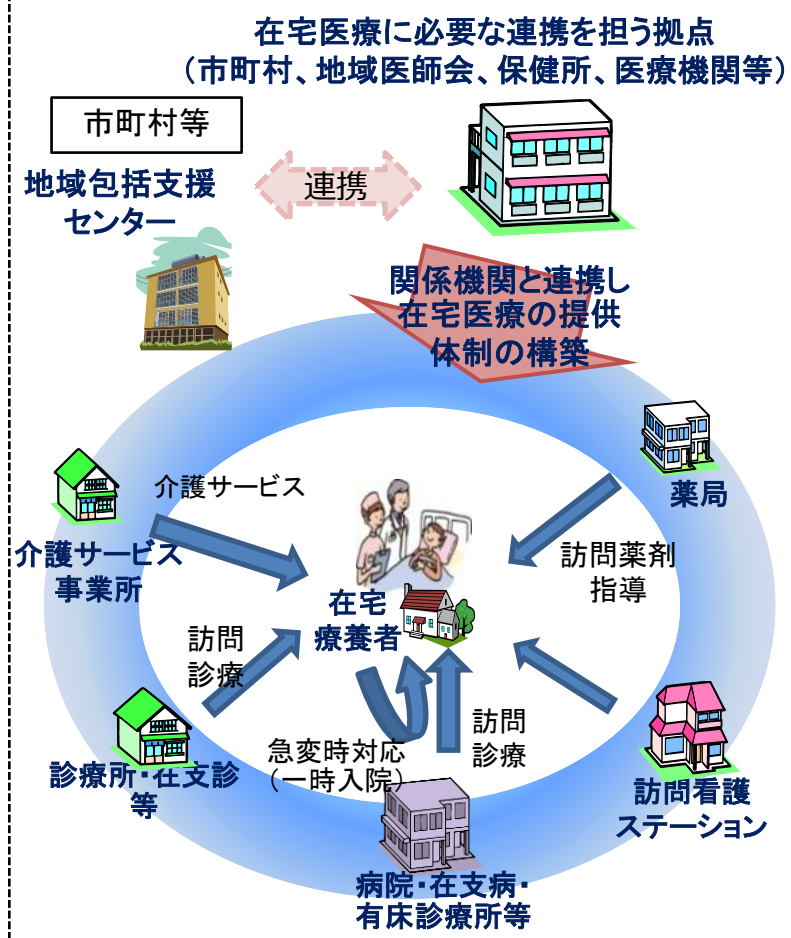 在宅医療に必要な連携を担う拠点
（市町村、地域医師会、保健所、医療機関等）
市町村等
地域包括支援
センター
連携
関係機関と連携し
在宅医療の提供
体制の構築
薬局
介護サービス
介護サービス
事業所
訪問薬剤
指導
在宅
療養者
訪問
診療
訪問
診療
急変時対応
（一時入院）
診療所・在支診
等
訪問看護
ステーション
病院・在支病・
有床診療所等